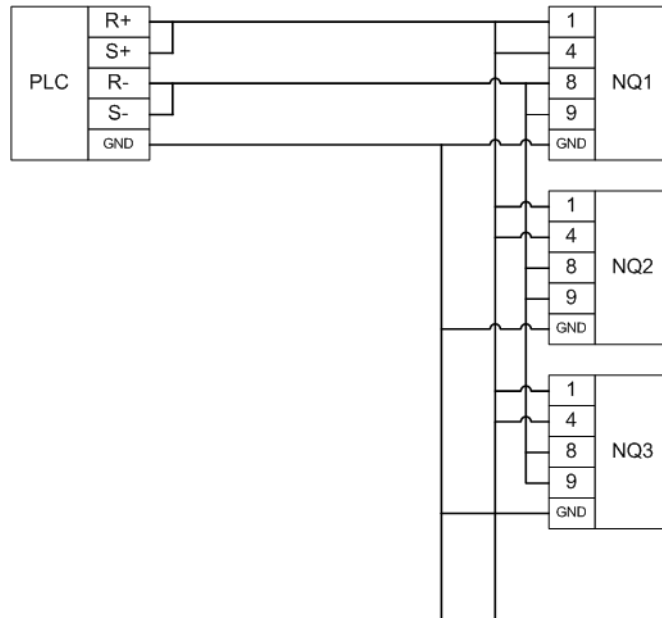 PLC
R+
S+
R-
S-
GND
1
4
8
9
GND
NQ1
1
4
8
9
GND
NQ2
1
4
8
9
GND
NQ3